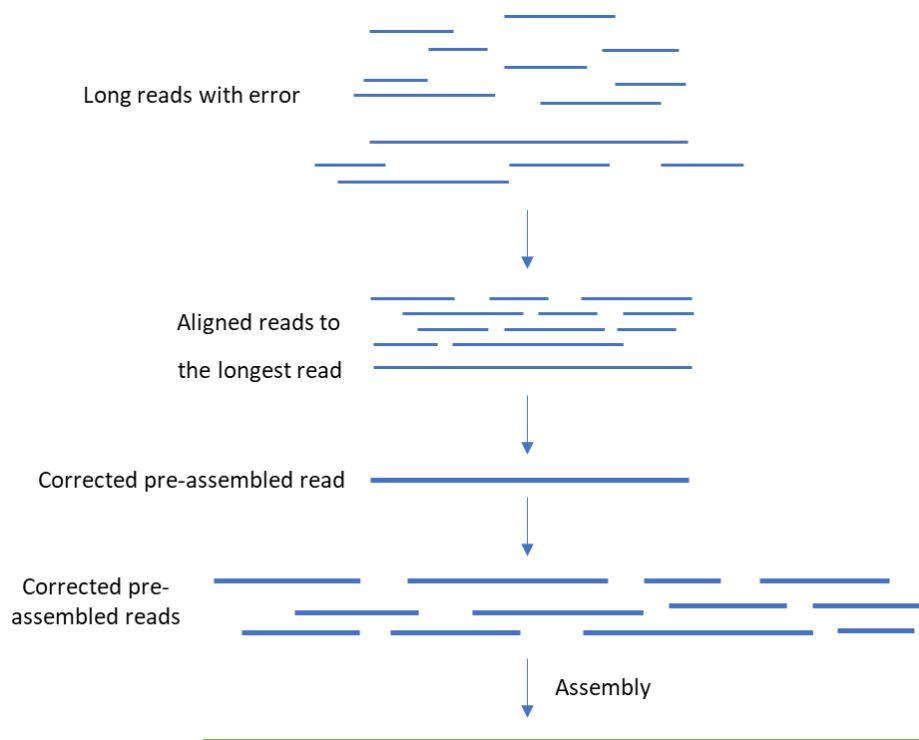 Long reads with error
Aligned reads to
the longest read
Corrected pre-assembled read
Corrected pre-
assembled reads
Assembly